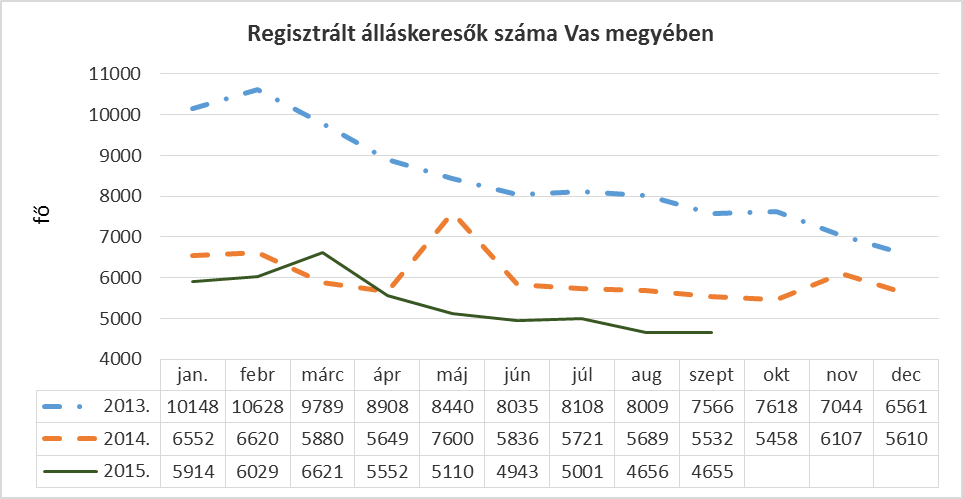 Regisztrált álláskeresők száma Vas megyében
11000
10000
9000
8000
7000
6000
5000
4000
fő
jan. febr márc ápr máj jún júl aug szept okt nov dec
2013. 10148 10628 9789 8908 8440 8035 8108 8009 7566 7618 7044 6561
2014. 6552 6620 5880 5649 7600 5836 5721 5689 5532 5458 6107 5610
2015. 5914 6029 6621 5552 5110 4943 5001 4656 4655